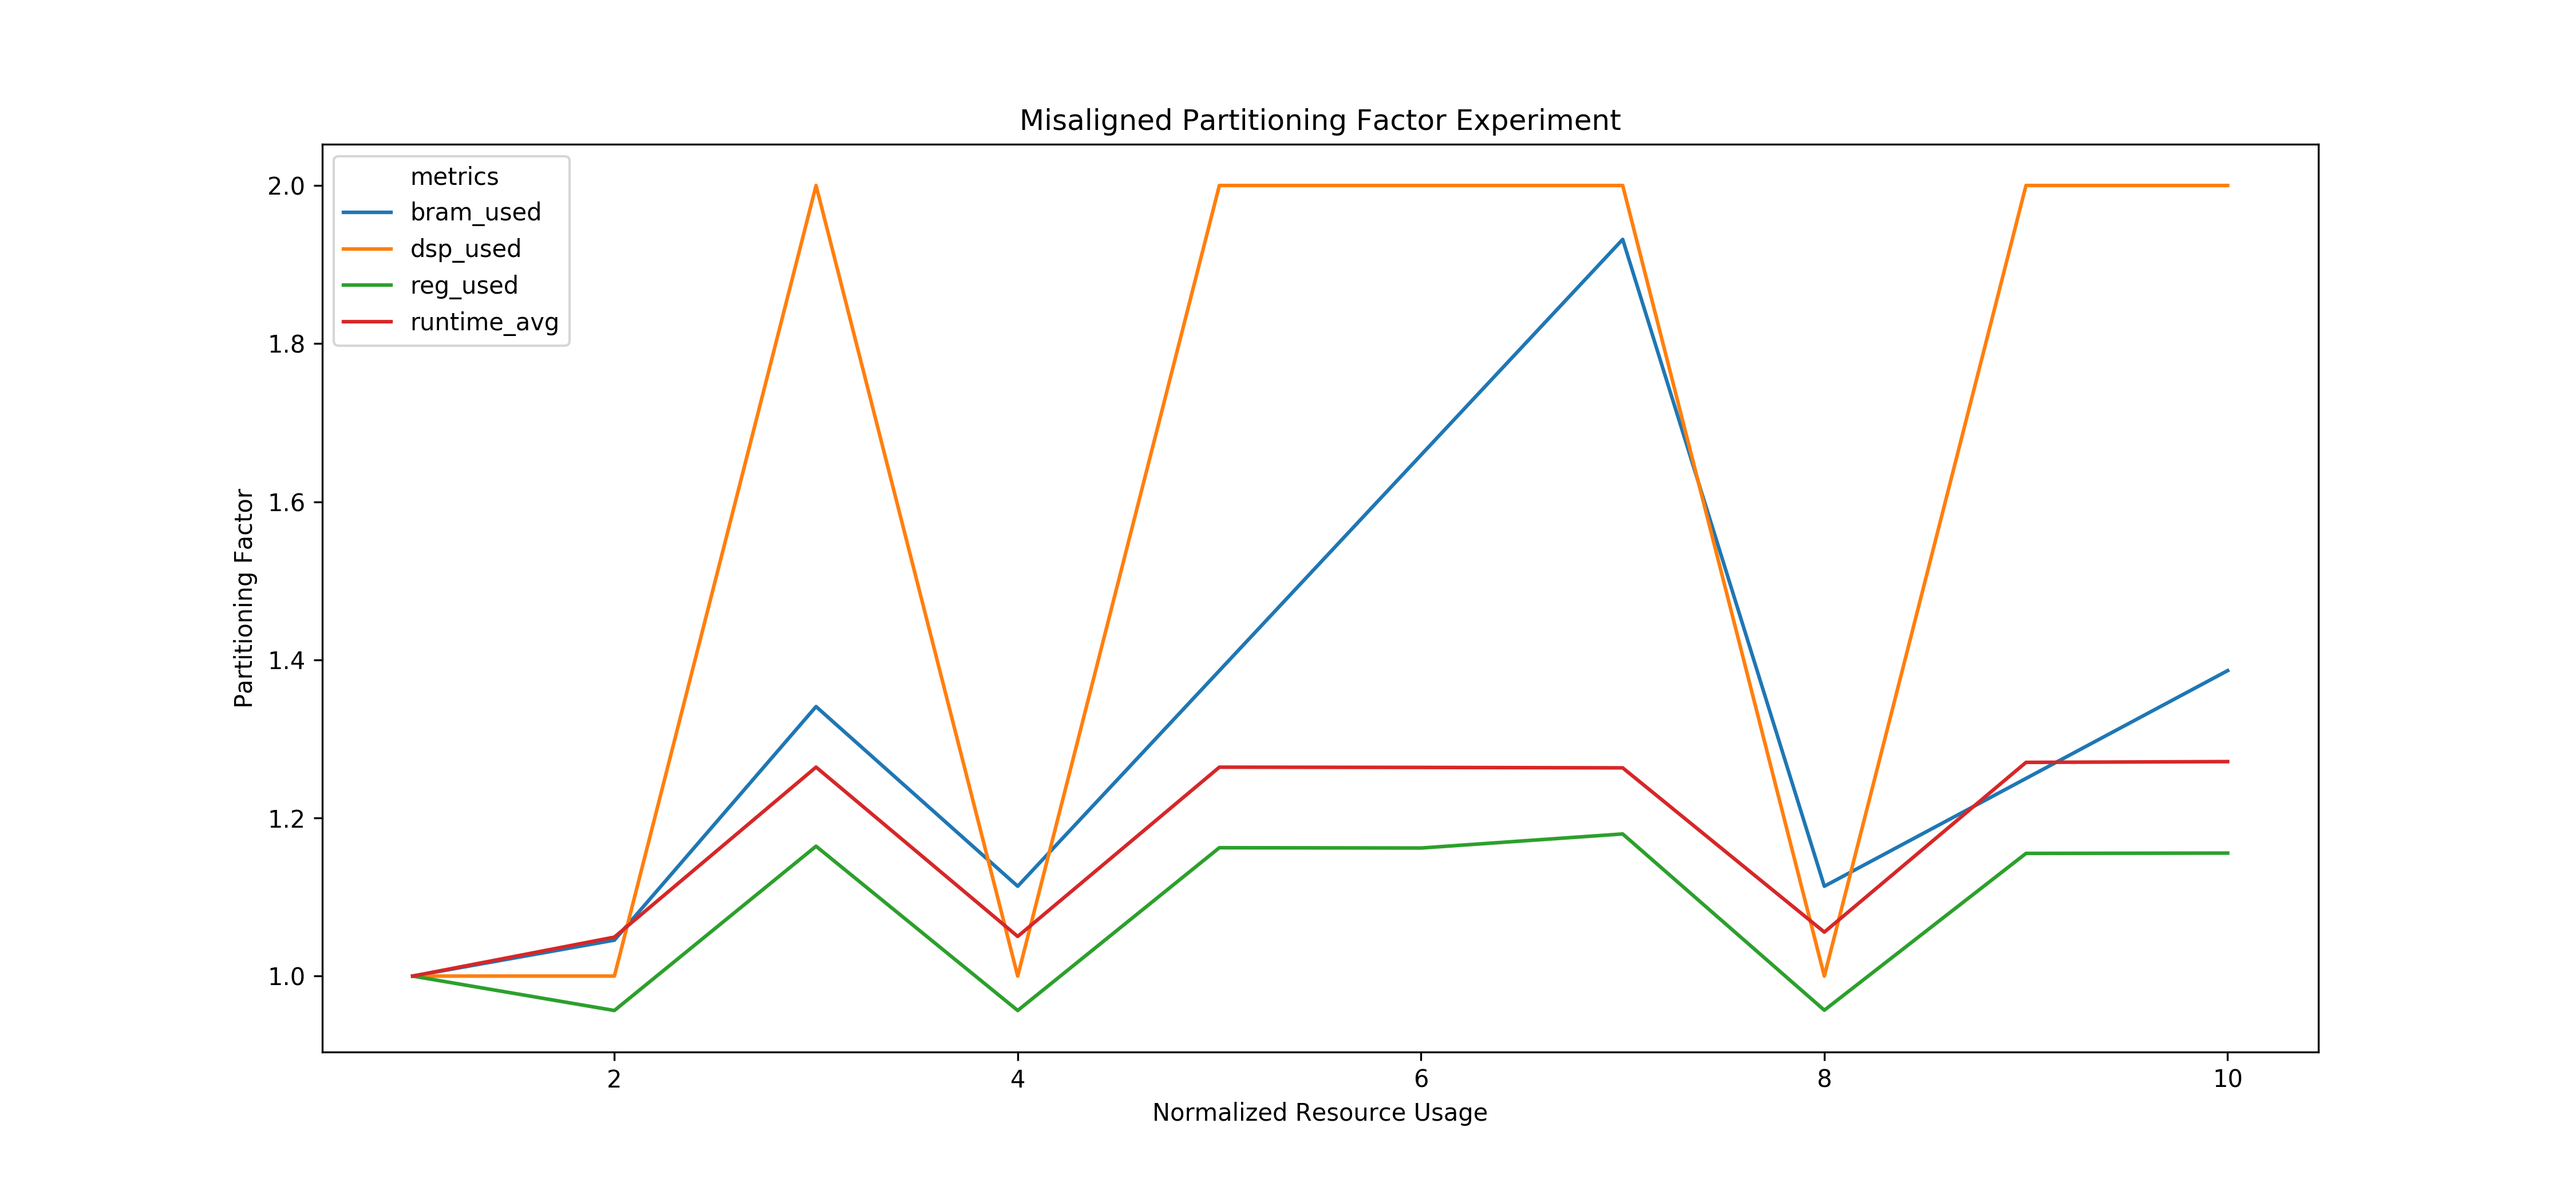 Misaligned Partitioning Factor Experiment
metrics
bram_used
dsp_used
reg_used
runtime_avg
2.0
1.8
1.6
1.4
1.2
1.0
Partitioning Factor
2 4 6 8 10
Normalized Resource Usage